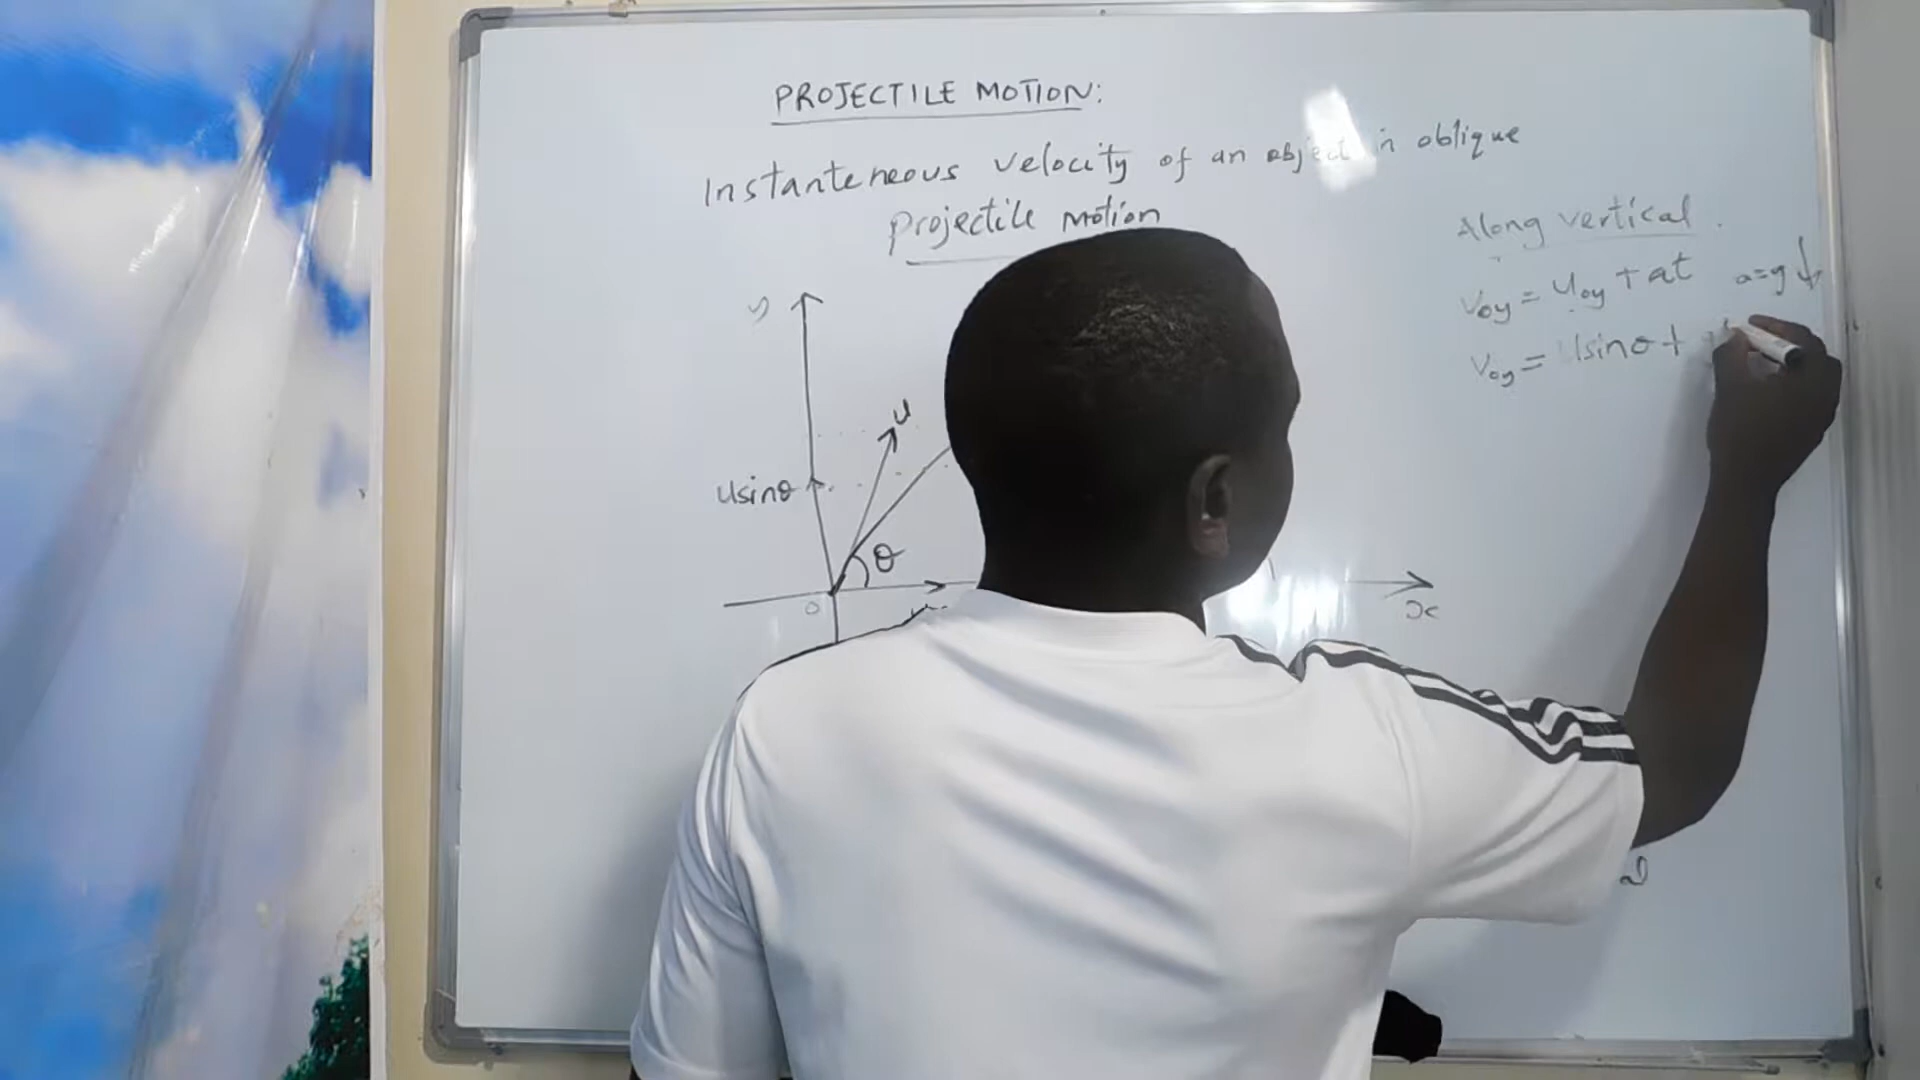 PROJECTILE MOTION:
Instanteneous velocity of an object in oblique
projectile motion
Along vertical.
Voy = Uoy + at a=g↓
Voy = Usinθ +
y
u
Usinθ
θ
O
x